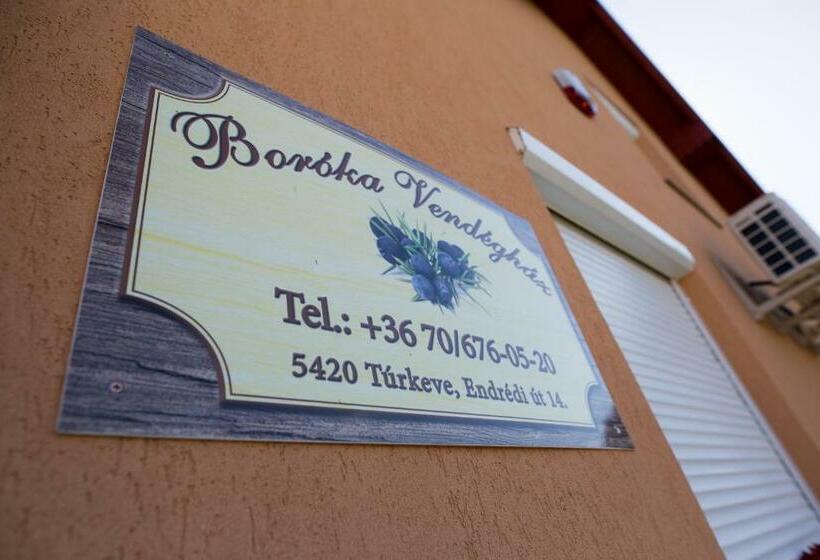 Boróka Vendégház
Tel.: +36 70/676-05-20
5420 Túrkeve, Endrédi út 14.